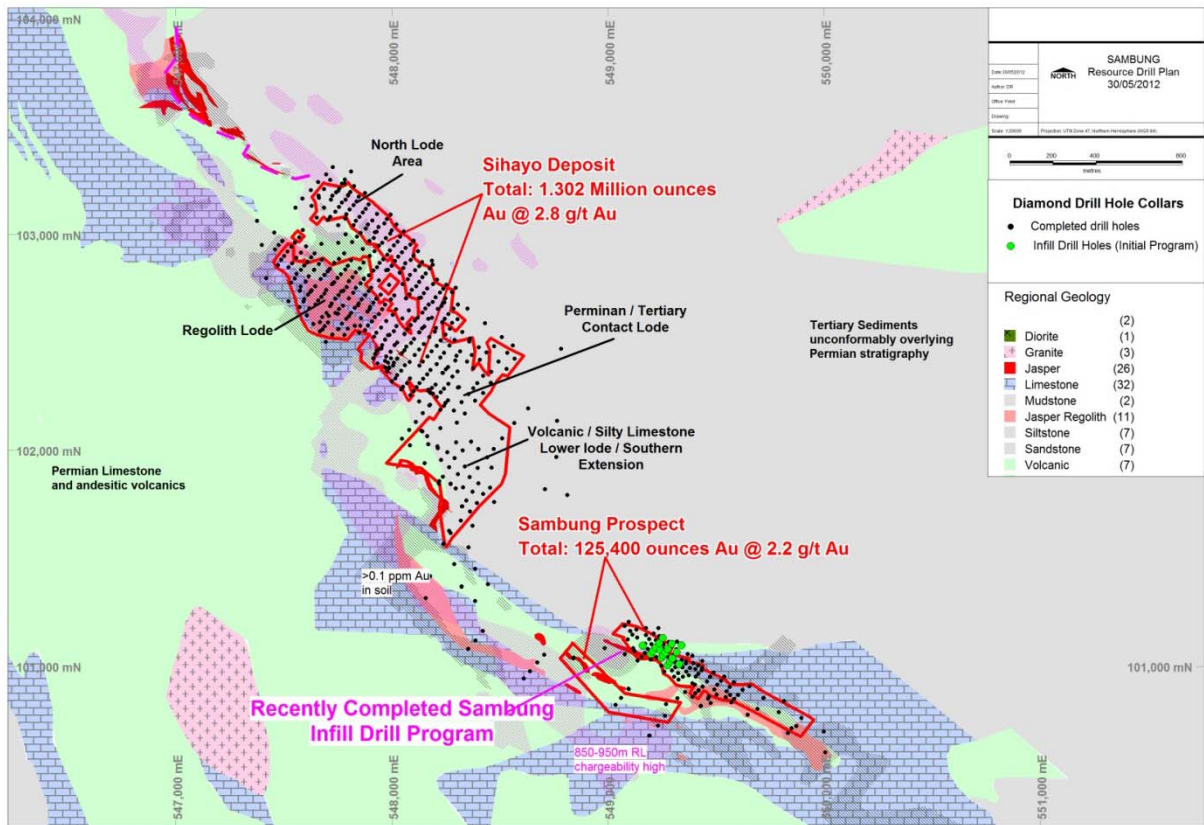 104,000 mN
547,000 mE
548,000 mE
549,000 mE
550,000 mE
SAMBUNG
Resource Drill Plan
30/05/2012
NORTH
Drawing:
0 200 400 800
metres
Diamond Drill Hole Collars
Completed drill holes
Infill Drill Holes (Initial Program)
Regional Geology
(2)
Diorite (1)
Granite (3)
Jasper (26)
Limestone (32)
Mudstone (2)
Jasper Regolith (11)
Siltstone (7)
Sandstone (7)
Volcanic (7)
North Lode
Area
Sihayo Deposit
Total: 1.302 Million ounces
Au @ 2.8 g/t Au
103,000 mN
Regolith Lode
Perminan / Tertiary
Contact Lode
Tertiary Sediments
unconformably overlying
Permian stratigraphy
102,000 mN
Volcanic / Silty Limestone
Lower lode / Southern
Extension
Permian Limestone
and andesitic volcanics
Sambung Prospect
Total: 125,400 ounces Au @ 2.2 g/t Au
>0.1 ppm Au
in soil
101,000 mN
101,000 mN
Recently Completed Sambung
Infill Drill Program
850-950m RL
chargeability high
547,000 mE
548,000 mE
549,000 mE
550,000 mE
551,000 mE